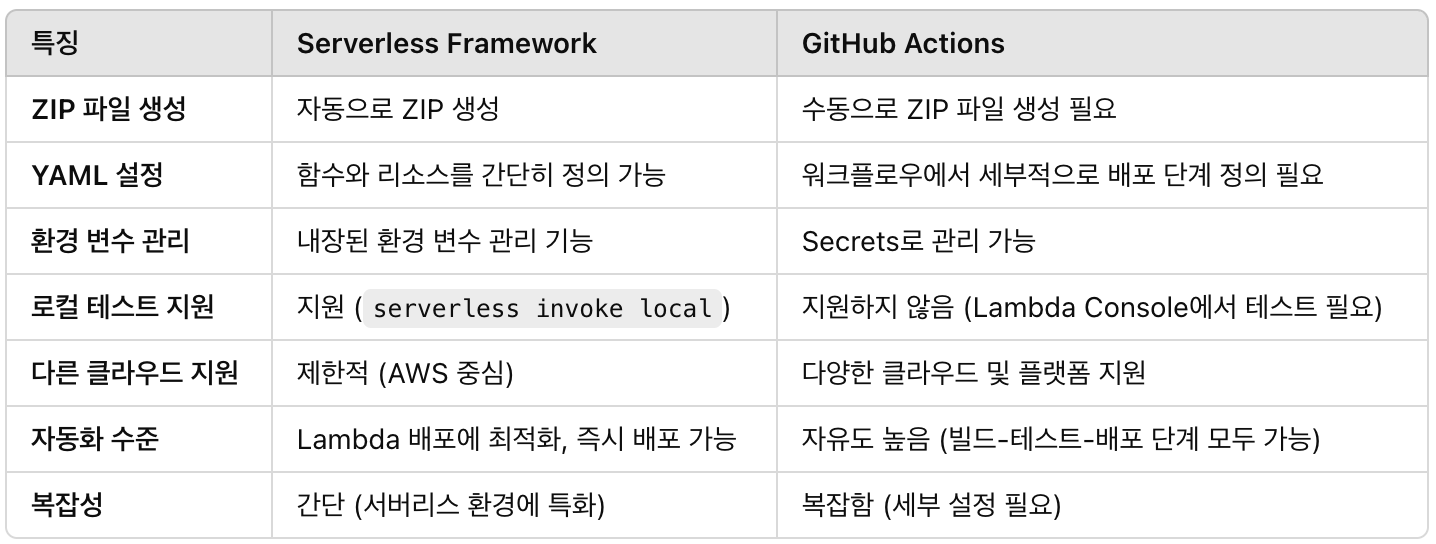 특징 Serverless Framework GitHub Actions
ZIP 파일 생성 자동으로 ZIP 생성 수동으로 ZIP 파일 생성 필요
YAML 설정 함수와 리소스를 간단히 정의 가능 워크플로우에서 세부적으로 배포 단계 정의 필요
환경 변수 관리 내장된 환경 변수 관리 기능 Secrets로 관리 가능
로컬 테스트 지원 지원 (serverless invoke local) 지원하지 않음 (Lambda Console에서 테스트 필요)
다른 클라우드 지원 제한적 (AWS 중심) 다양한 클라우드 및 플랫폼 지원
자동화 수준 Lambda 배포에 최적화, 즉시 배포 가능 자유도 높음 (빌드-테스트-배포 단계 모두 가능)
복잡성 간단 (서버리스 환경에 특화) 복잡함 (세부 설정 필요)